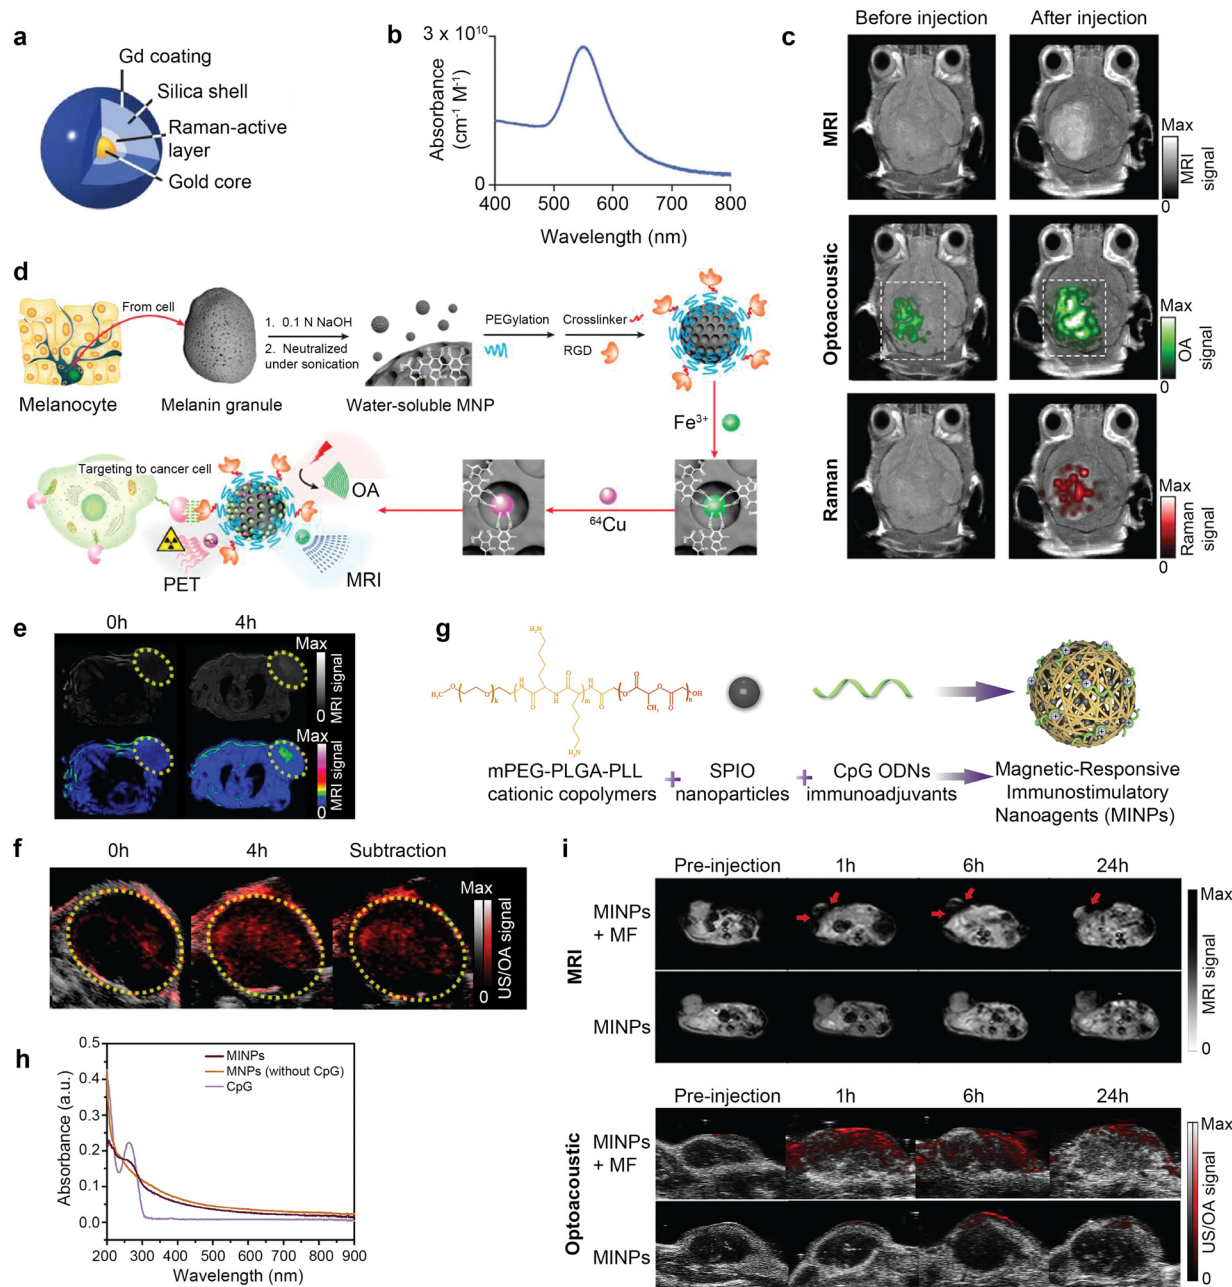 a
Gd coating
Silica shell
Raman-active
layer
Gold core
b
3 x 10¹⁰
Absorbance
(cm⁻¹ M⁻¹)
0
400 500 600 700 800
Wavelength (nm)
c
Before injection After injection
MRI
Max
MRI
signal
0
Optoacoustic
Max
OA
signal
0
Raman
Max
Raman
signal
0
d
From cell
1. 0.1 N NaOH
2. Neutralized
under sonication
PEGylation
Crosslinker
RGD
Melanocyte
Melanin granule
Water-soluble MNP
Fe³⁺
⁶⁴Cu
Targeting to cancer cell
OA
PET
MRI
e
0h 4h
Max
MRI signal
0
Max
MRI signal
0
f
0h 4h Subtraction
Max
US/OA signal
0
g
H₂N
H₃C
O
k
m
n
CH₃
OH
H₂N
mPEG-PLGA-PLL
cationic copolymers
+
SPIO
nanoparticles
+
CpG ODNs
immunoadjuvants
Magnetic-Responsive
Immunostimulatory
Nanoagents (MINPs)
h
0.5
0.4
0.3
0.2
0.1
0.0
Absorbance (a.u.)
MINPs
MNPs (without CpG)
CpG
200 300 400 500 600 700 800 900
Wavelength (nm)
i
Pre-injection 1h 6h 24h
MRI
MINPs
+ MF
MINPs
Max
MRI signal
0
Pre-injection 1h 6h 24h
Optoacoustic
MINPs
+ MF
MINPs
Max
US/OA signal
0